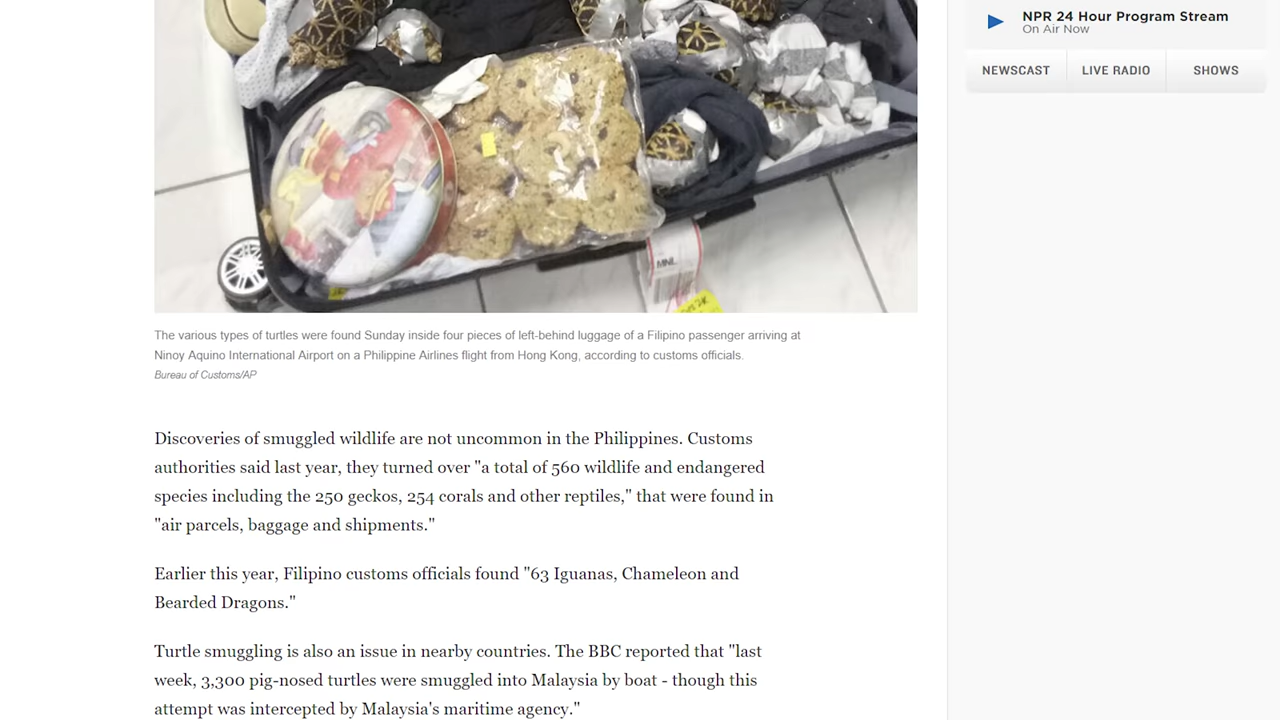 NPR 24 Hour Program Stream
On Air Now
NEWSCAST LIVE RADIO SHOWS
MNL
The various types of turtles were found Sunday inside four pieces of left-behind luggage of a Filipino passenger arriving at
Ninoy Aquino International Airport on a Philippine Airlines flight from Hong Kong, according to customs officials.
Bureau of Customs/AP
Discoveries of smuggled wildlife are not uncommon in the Philippines. Customs
authorities said last year, they turned over "a total of 560 wildlife and endangered
species including the 250 geckos, 254 corals and other reptiles," that were found in
"air parcels, baggage and shipments."
Earlier this year, Filipino customs officials found "63 Iguanas, Chameleon and
Bearded Dragons."
Turtle smuggling is also an issue in nearby countries. The BBC reported that "last
week, 3,300 pig-nosed turtles were smuggled into Malaysia by boat - though this
attempt was intercepted by Malaysia's maritime agency."